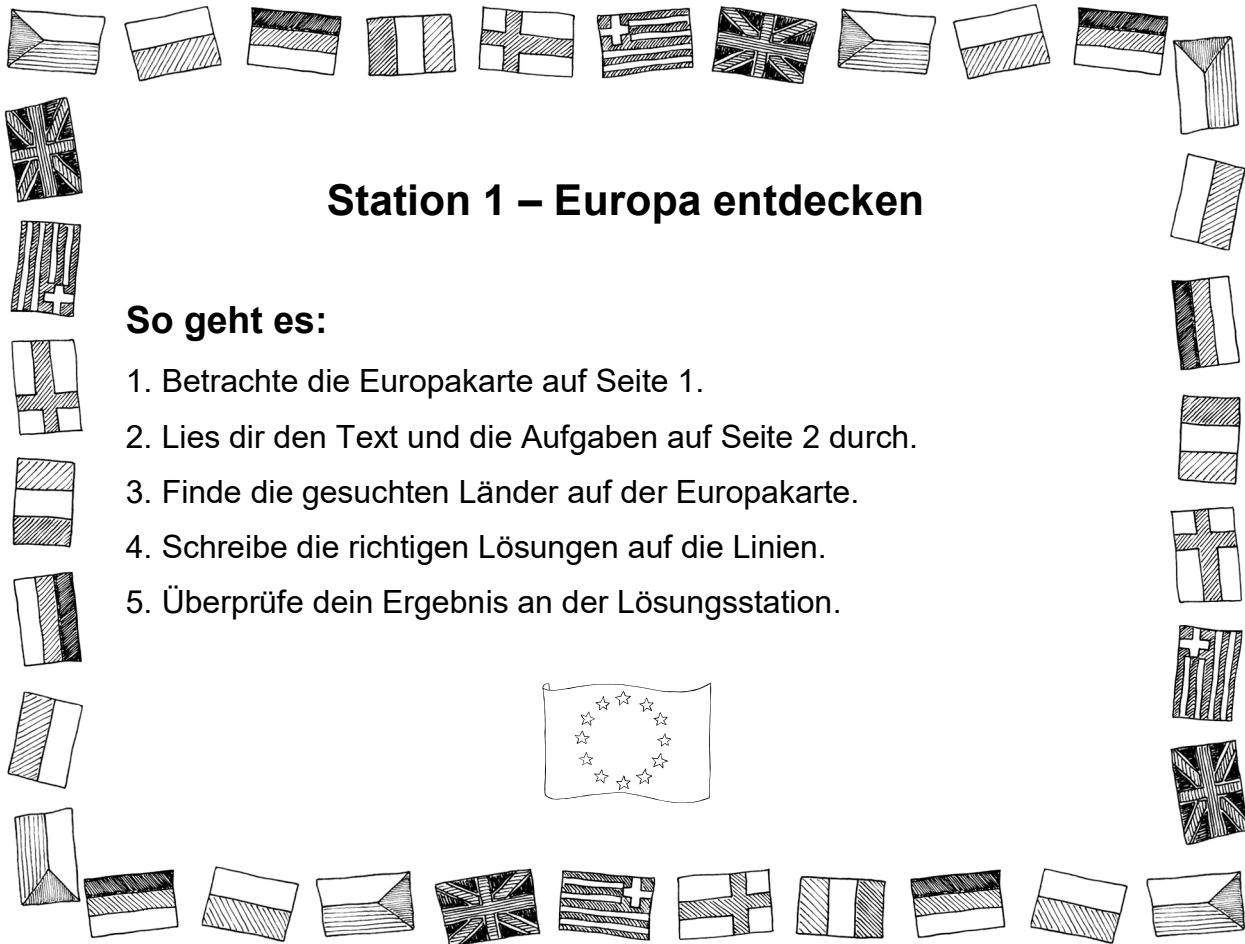 Station 1 – Europa entdecken
So geht es:
1. Betrachte die Europakarte auf Seite 1.
2. Lies dir den Text und die Aufgaben auf Seite 2 durch.
3. Finde die gesuchten Länder auf der Europakarte.
4. Schreibe die richtigen Lösungen auf die Linien.
5. Überprüfe dein Ergebnis an der Lösungsstation.